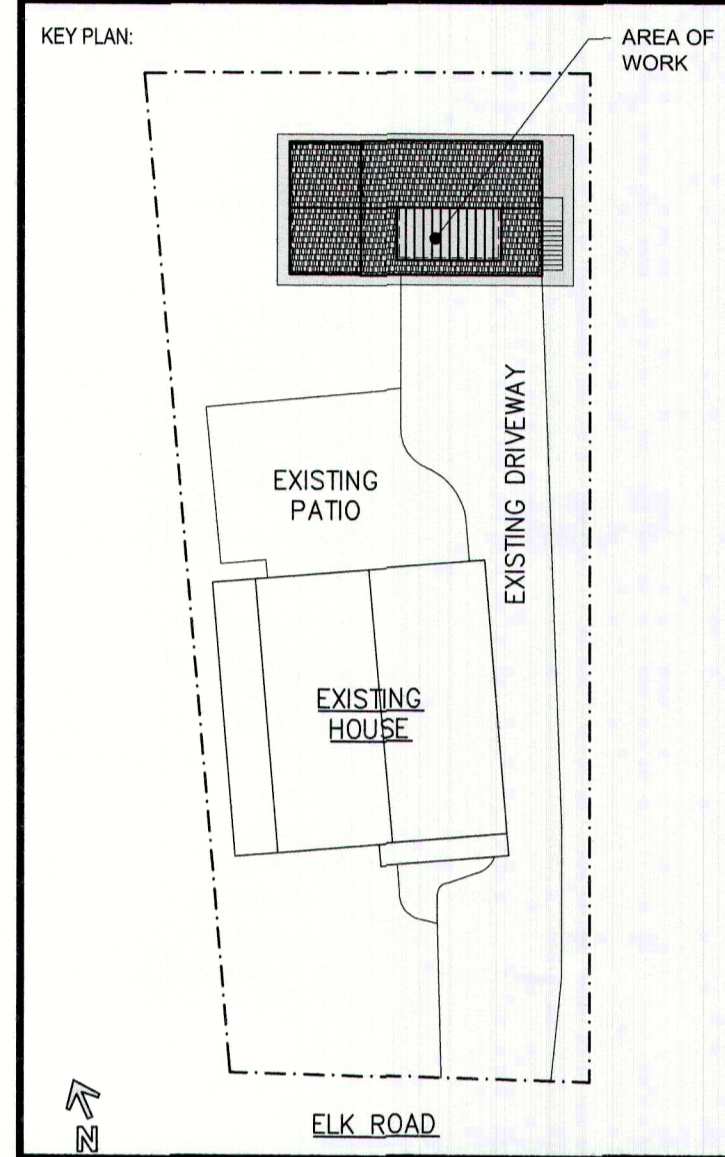 KEY PLAN:
AREA OF
WORK
EXISTING DRIVEWAY
EXISTING
PATIO
EXISTING
HOUSE
N
ELK ROAD